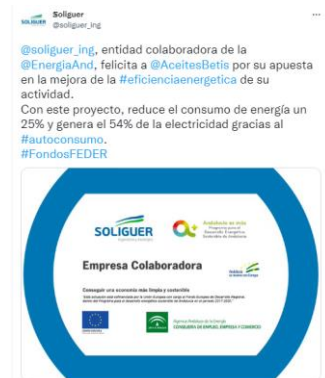 Soliguer
@soliguer_ing
@soliguer_ing, entidad colaboradora de la
@EnergiaAnd, felicita a @AceitesBetis por su apuesta
en la mejora de la #eficienciaenergetica de su
actividad.
Con este proyecto, reduce el consumo de energía un
25% y genera el 54% de la electricidad gracias al
#autoconsumo.
#FondosFEDER
SOLIGUER
Andalucía es más
Empresa Colaboradora
Conseguir una economía más limpia y sostenible
Agencia Andaluza de la Energía
CONSEJERÍA DE EMPLEO, EMPRESA Y COMERCIO